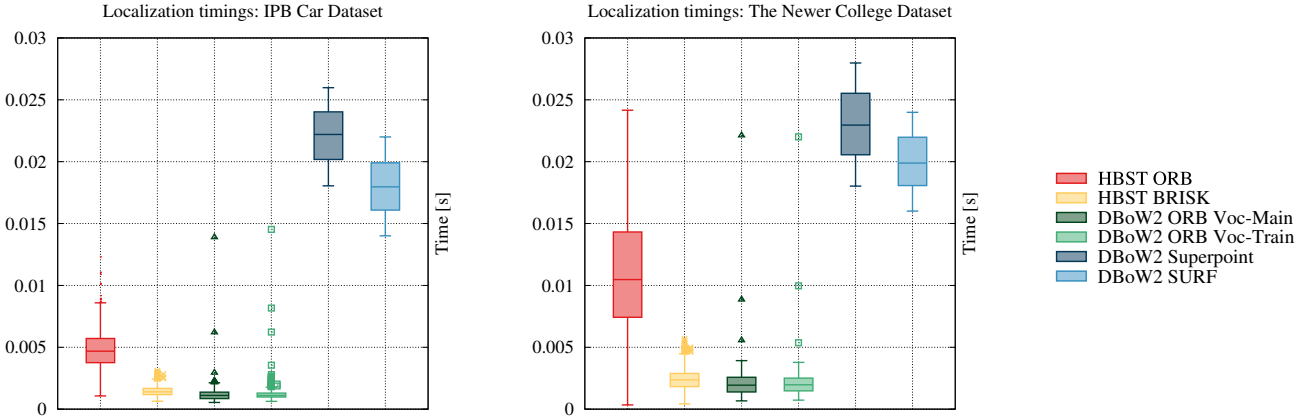 Localization timings: IPB Car Dataset
0.03
0.025
0.02
0.015
0.01
0.005
0
Time [s]
Localization timings: The Newer College Dataset
0.03
0.025
0.02
0.015
0.01
0.005
0
Time [s]
HBST ORB
HBST BRISK
DBoW2 ORB Voc-Main
DBoW2 ORB Voc-Train
DBoW2 Superpoint
DBoW2 SURF